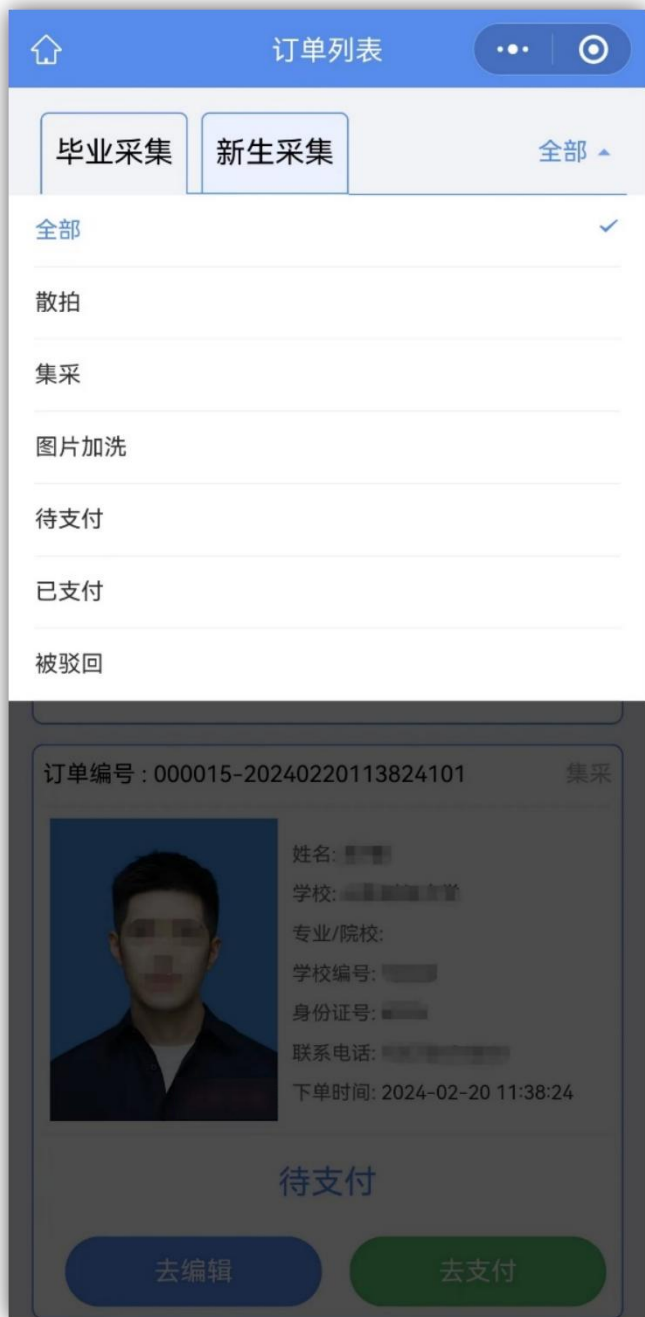 订单列表
毕业采集
新生采集
全部
全部
散拍
集采
图片加洗
待支付
已支付
被驳回
订单编号：000015-20240220113824101
集采
姓名:
学校:
专业/院校:
学校编号:
身份证号:
联系电话:
下单时间: 2024-02-20 11:38:24
待支付
去编辑
去支付